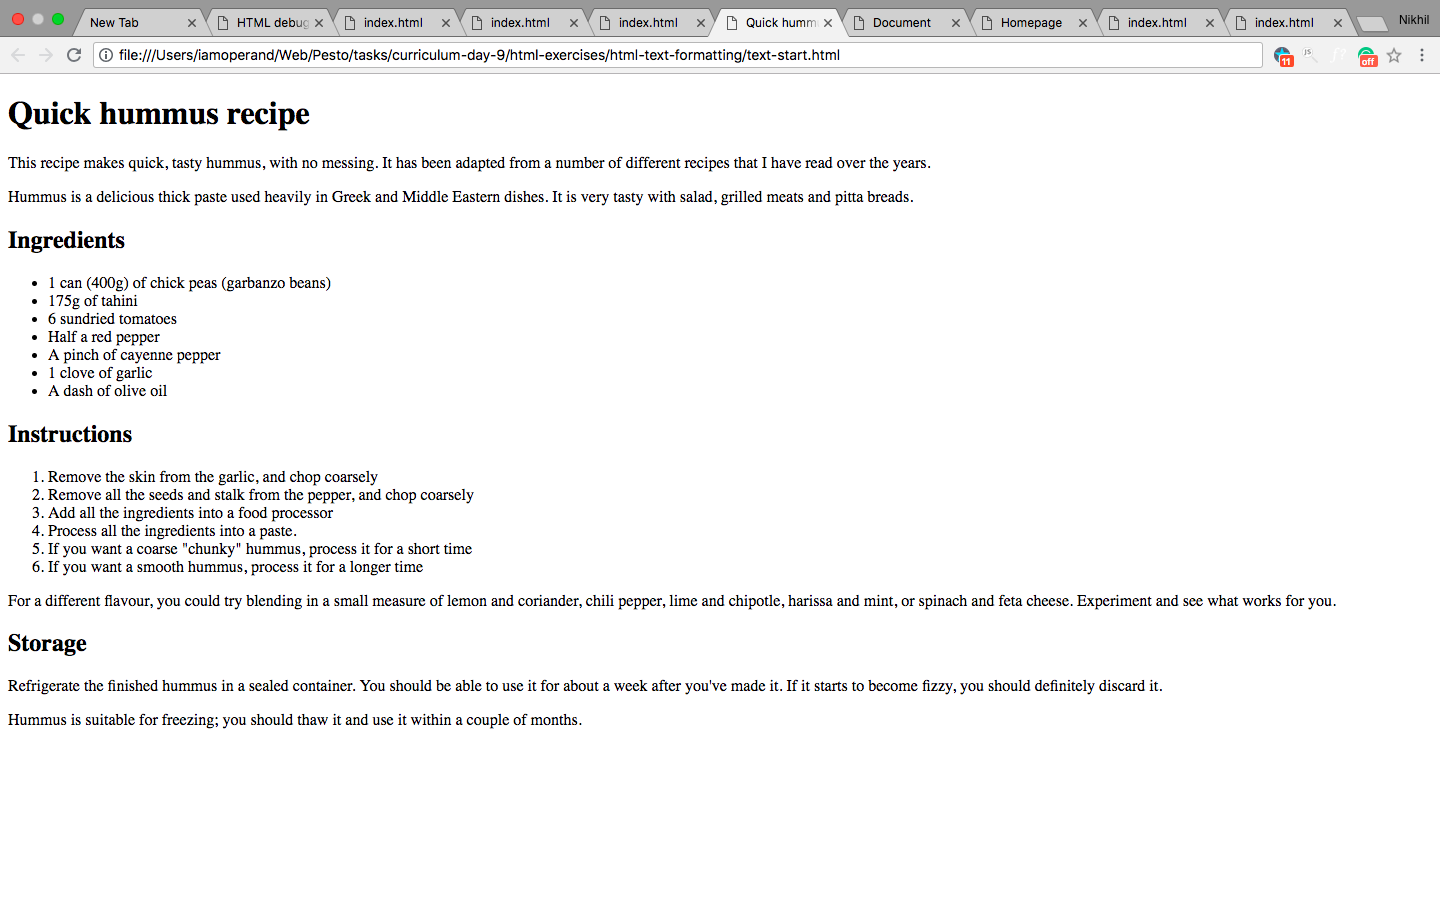 New Tab
HTML debug
index.html
index.html
index.html
Quick humm
Document
Homepage
index.html
index.html
Nikhil
file:///Users/iamoperand/Web/Pesto/tasks/curriculum-day-9/html-exercises/html-text-formatting/text-start.html
11
JS
f?
off
Quick hummus recipe
This recipe makes quick, tasty hummus, with no messing. It has been adapted from a number of different recipes that I have read over the years.
Hummus is a delicious thick paste used heavily in Greek and Middle Eastern dishes. It is very tasty with salad, grilled meats and pitta breads.
Ingredients
• 1 can (400g) of chick peas (garbanzo beans)
• 175g of tahini
• 6 sundried tomatoes
• Half a red pepper
• A pinch of cayenne pepper
• 1 clove of garlic
• A dash of olive oil
Instructions
1. Remove the skin from the garlic, and chop coarsely
2. Remove all the seeds and stalk from the pepper, and chop coarsely
3. Add all the ingredients into a food processor
4. Process all the ingredients into a paste.
5. If you want a coarse "chunky" hummus, process it for a short time
6. If you want a smooth hummus, process it for a longer time
For a different flavour, you could try blending in a small measure of lemon and coriander, chili pepper, lime and chipotle, harissa and mint, or spinach and feta cheese. Experiment and see what works for you.
Storage
Refrigerate the finished hummus in a sealed container. You should be able to use it for about a week after you've made it. If it starts to become fizzy, you should definitely discard it.
Hummus is suitable for freezing; you should thaw it and use it within a couple of months.